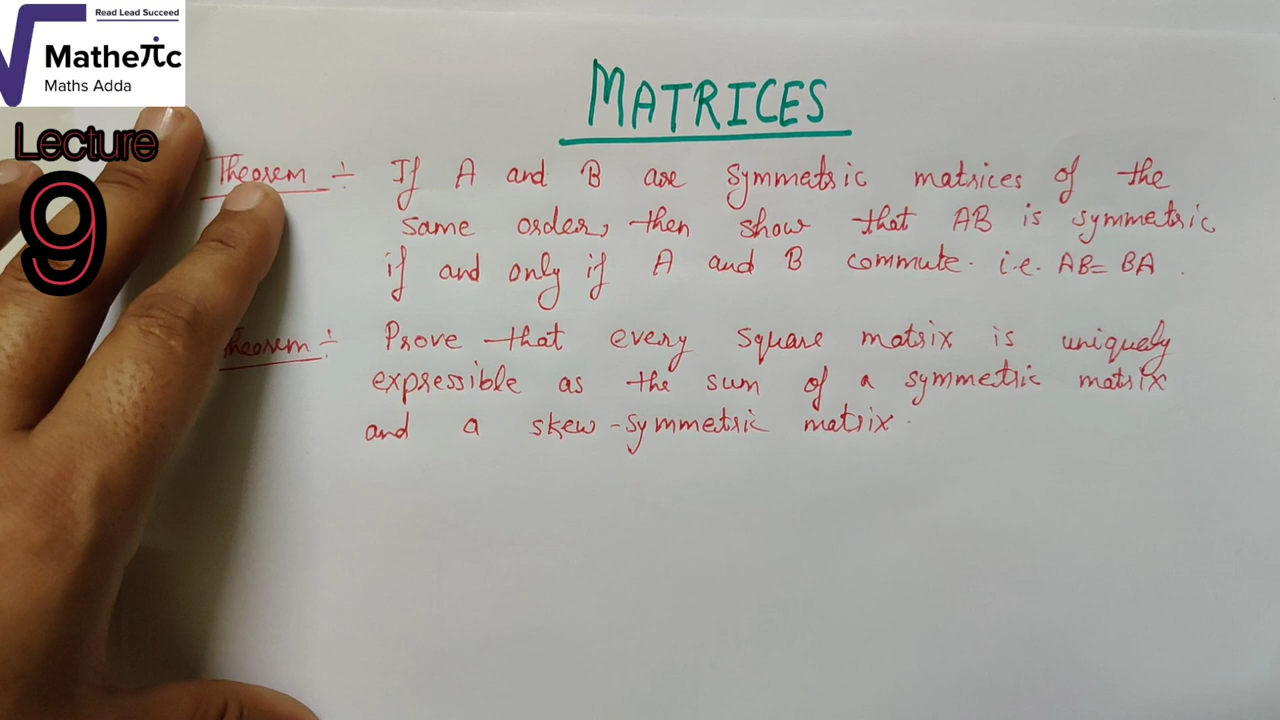 Read Lead Succeed
Matheπc
Maths Adda
Lecture
9
MATRICES
Theorem ÷ If A and B are symmetric matrices of the
same order, then show that AB is symmetric
if and only if A and B commute. i.e. AB = BA .
Theorem ÷ Prove that every square matrix is uniquely
expressible as the sum of a symmetric matrix
and a skew-symmetric matrix.